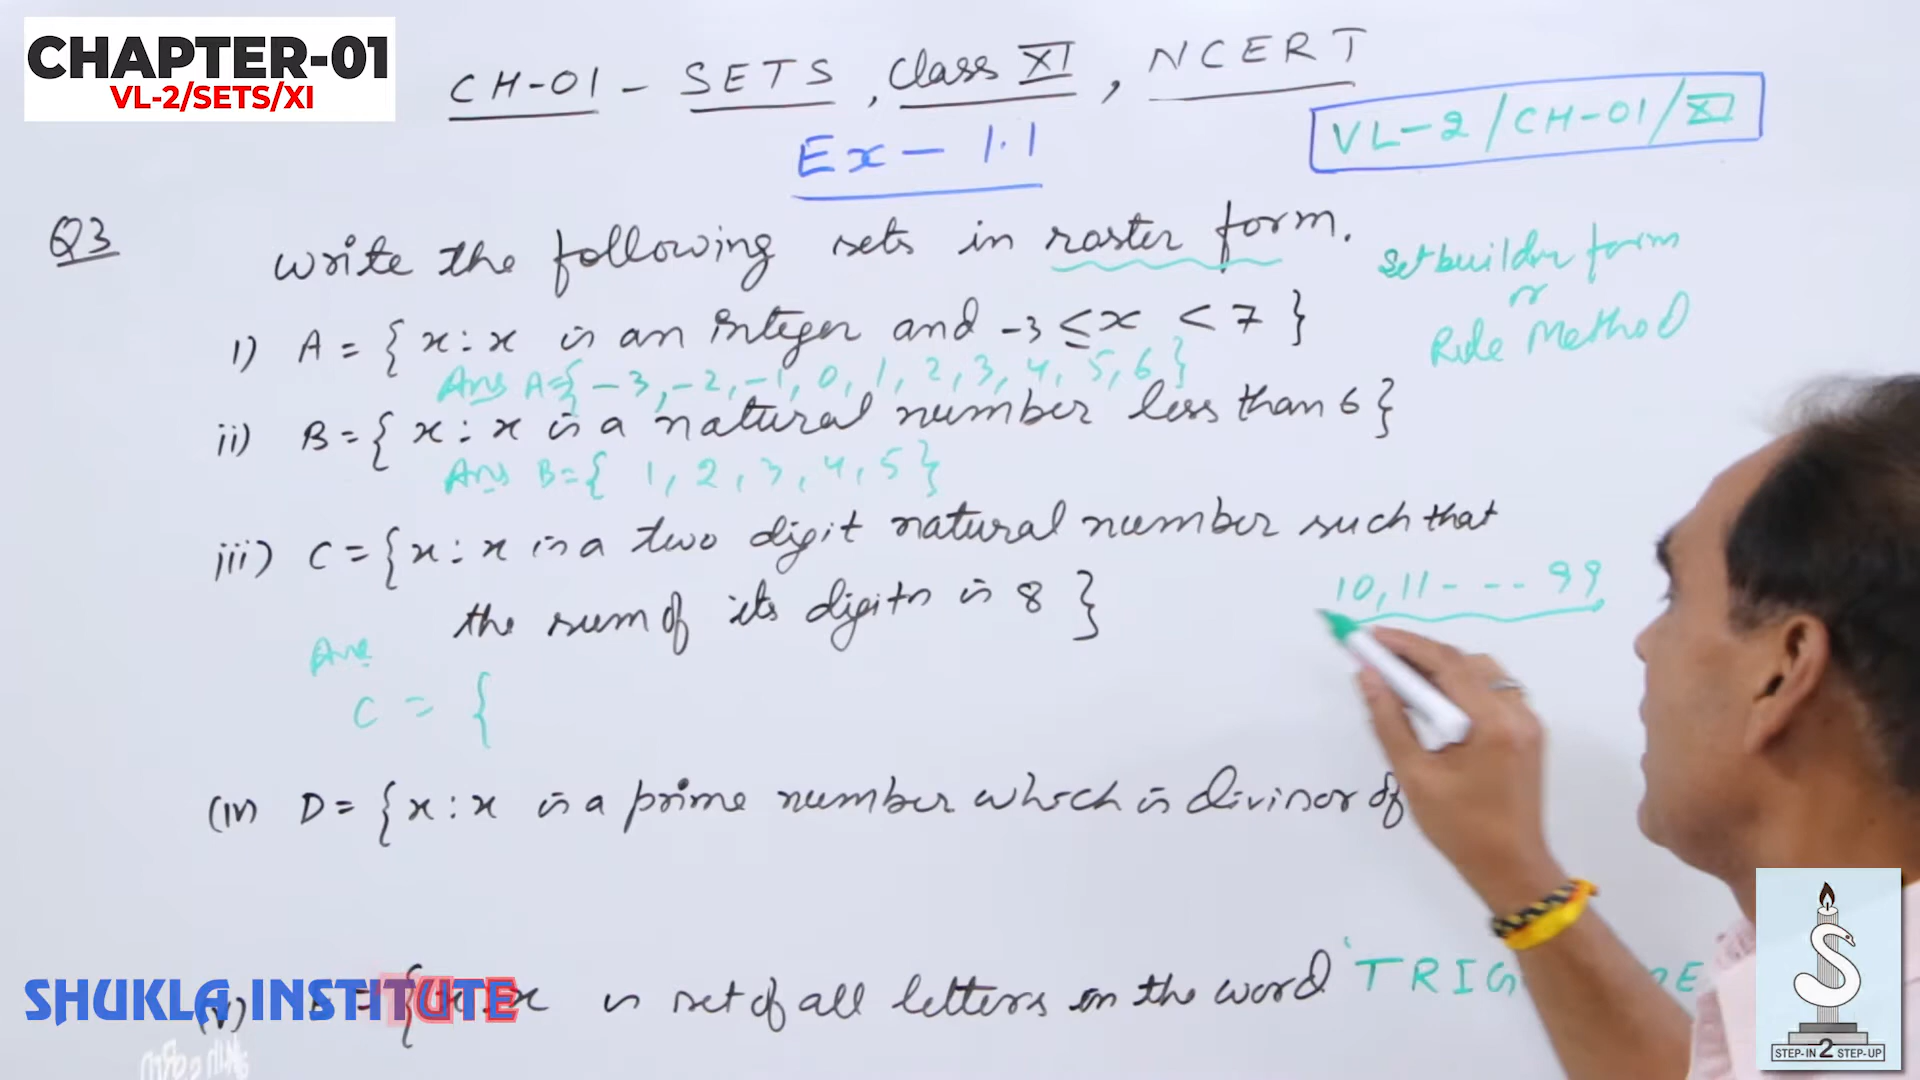 CHAPTER-01
VL-2/SETS/XI
CH-01 - SETS, Class XI, NCERT
VL-2/CH-01/XI
Ex-1.1
Q3 Write the following sets in roster form.
Setbuilder form
or
Rule Method
i) A = { x : x is an integer and -3 ≤ x < 7 }
Ans A={ -3, -2, -1, 0, 1, 2, 3, 4, 5, 6 }
ii) B = { x : x is a natural number less than 6 }
Ans B={ 1, 2, 3, 4, 5 }
iii) C = { x : x is a two digit natural number such that
the sum of its digits is 8 }
10, 11 - - - 99
Ans
C = {
(iv) D = { x : x is a prime number which is divisor of
(v) = { x : x is set of all letters in the word 'TRIG
SHUKLA INSTITUTE
STEP-IN 2 STEP-UP